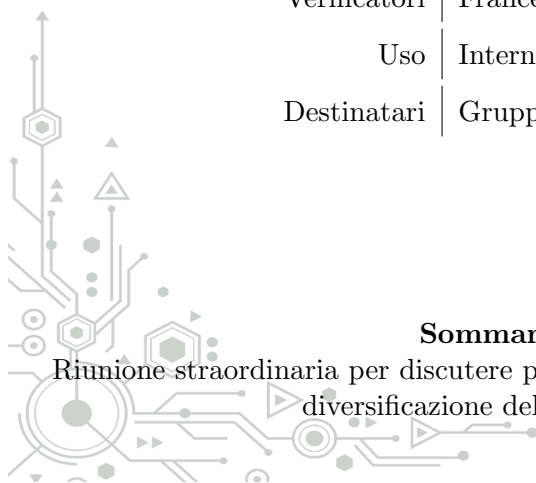 Verificatori France
Uso Intern
Destinatari Grupp
Sommar
Riunione straordinaria per discutere p
diversificazione del